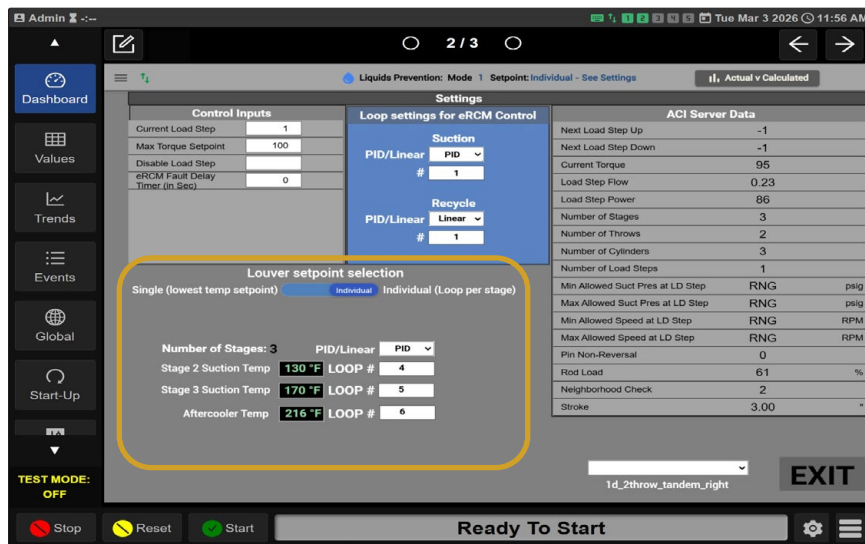 Admin -:--
1 2 3 4 5 Tue Mar 3 2026 11:56 AM
2 / 3
Dashboard
Values
Trends
Events
Global
Start-Up
TEST MODE:
OFF
Liquids Prevention: Mode 1 Setpoint: Individual - See Settings
Actual v Calculated
Settings
Control Inputs
Current Load Step 1
Max Torque Setpoint 100
Disable Load Step
eRCM Fault Delay
Timer (in Sec) 0
Loop settings for eRCM Control
Suction
PID/Linear PID
# 1
Recycle
PID/Linear Linear
# 1
ACI Server Data
Next Load Step Up -1
Next Load Step Down -1
Current Torque 95
Load Step Flow 0.23
Load Step Power 86
Number of Stages 3
Number of Throws 2
Number of Cylinders 3
Number of Load Steps 1
Min Allowed Suct Pres at LD Step RNG psig
Max Allowed Suct Pres at LD Step RNG psig
Min Allowed Speed at LD Step RNG RPM
Max Allowed Speed at LD Step RNG RPM
Pin Non-Reversal 0
Rod Load 61 %
Neighborhood Check 2
Stroke 3.00 "
Louver setpoint selection
Single (lowest temp setpoint) Individual Individual (Loop per stage)
Number of Stages: 3 PID/Linear PID
Stage 2 Suction Temp 130 °F LOOP # 4
Stage 3 Suction Temp 170 °F LOOP # 5
Aftercooler Temp 216 °F LOOP # 6
1d_2throw_tandem_right
EXIT
Stop
Reset
Start
Ready To Start